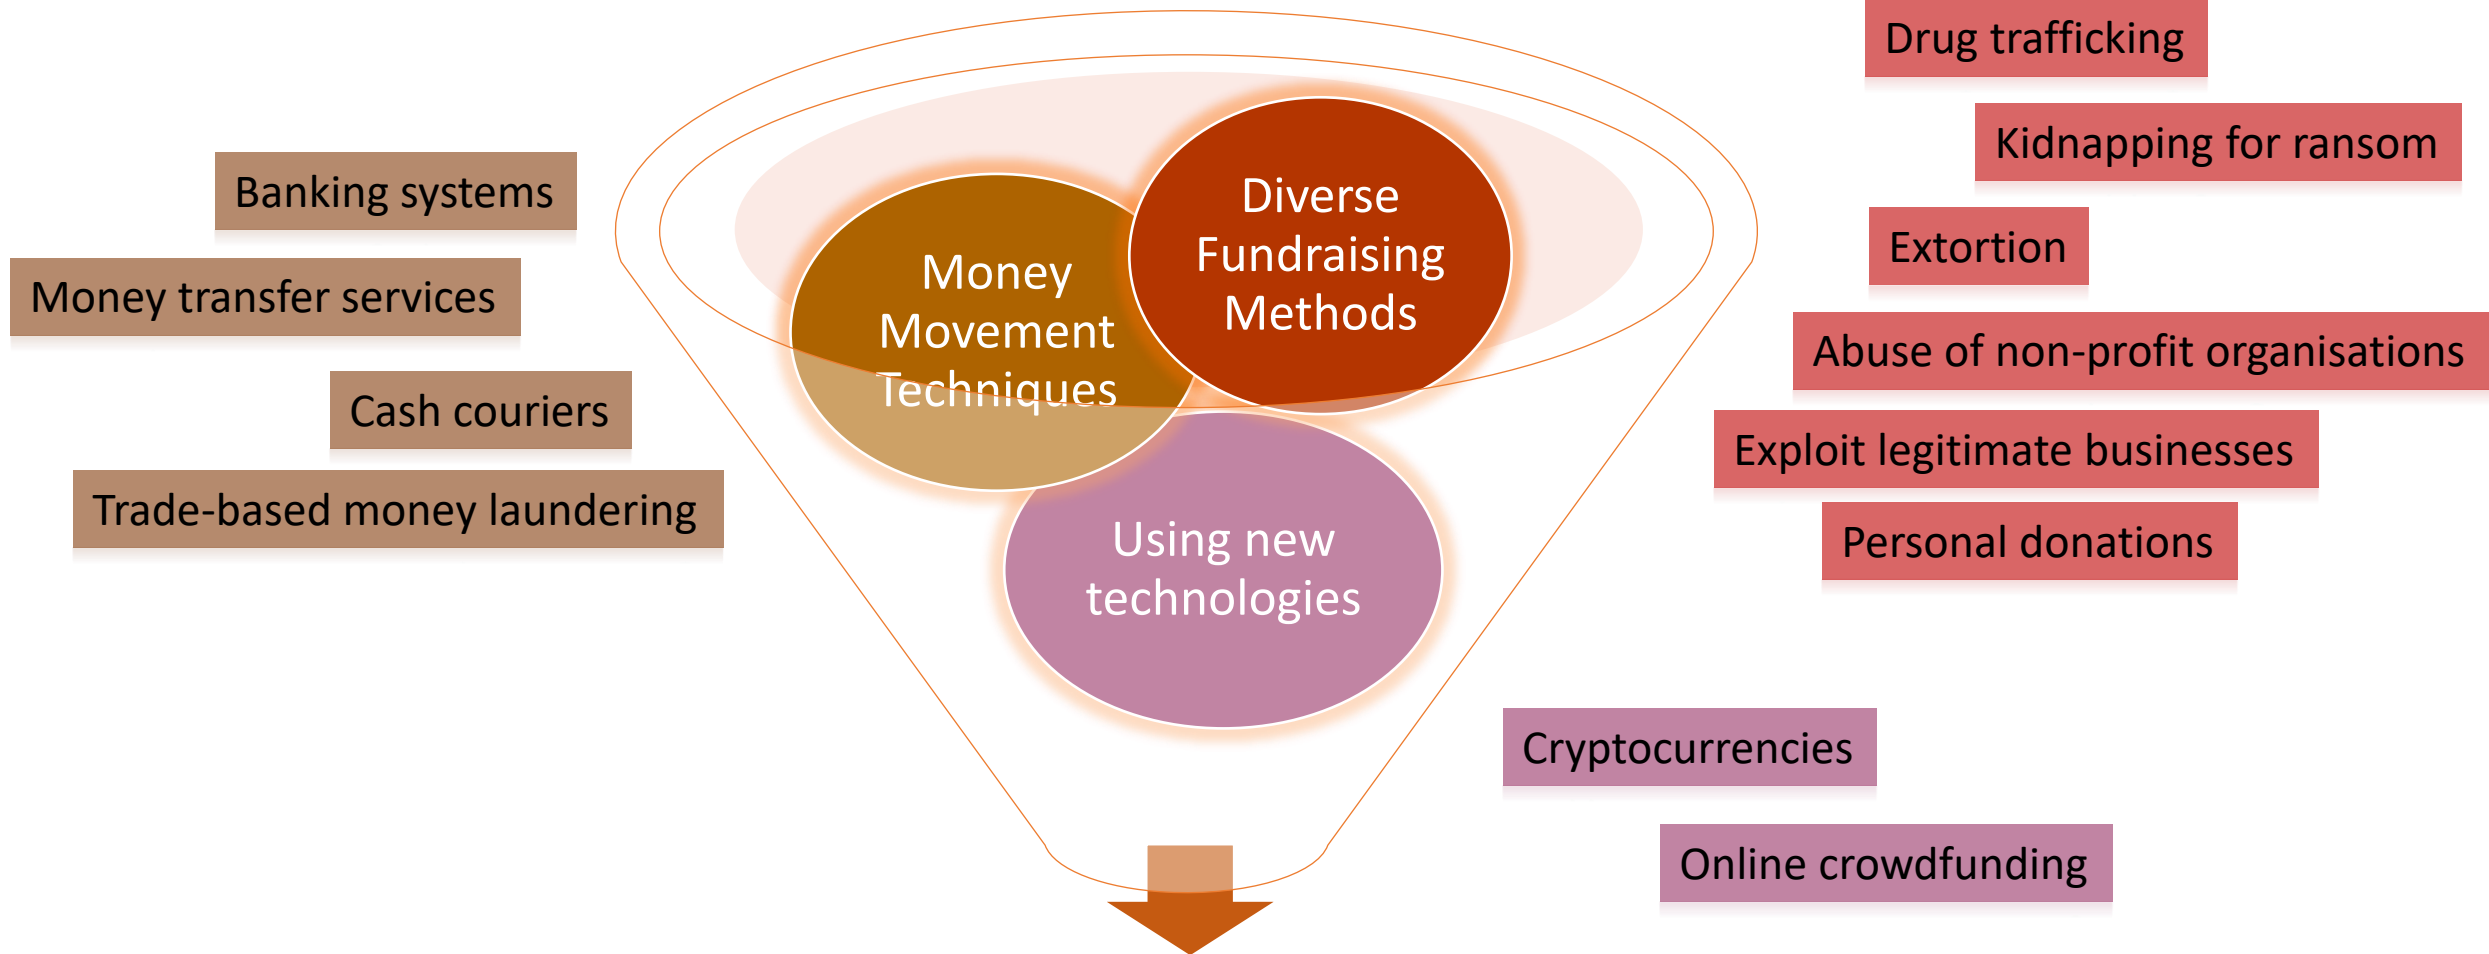 Banking systems
Money transfer services
Cash couriers
Trade-based money laundering
Money
Movement
Techniques
Diverse
Fundraising
Methods
Using new
technologies
Drug trafficking
Kidnapping for ransom
Extortion
Abuse of non-profit organisations
Exploit legitimate businesses
Personal donations
Cryptocurrencies
Online crowdfunding